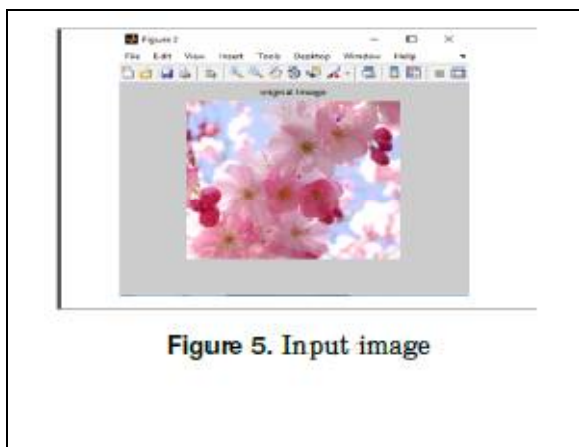 Figure 2
File Edit View Insert Tools Desktop Window Help
original image
Figure 5. Input image